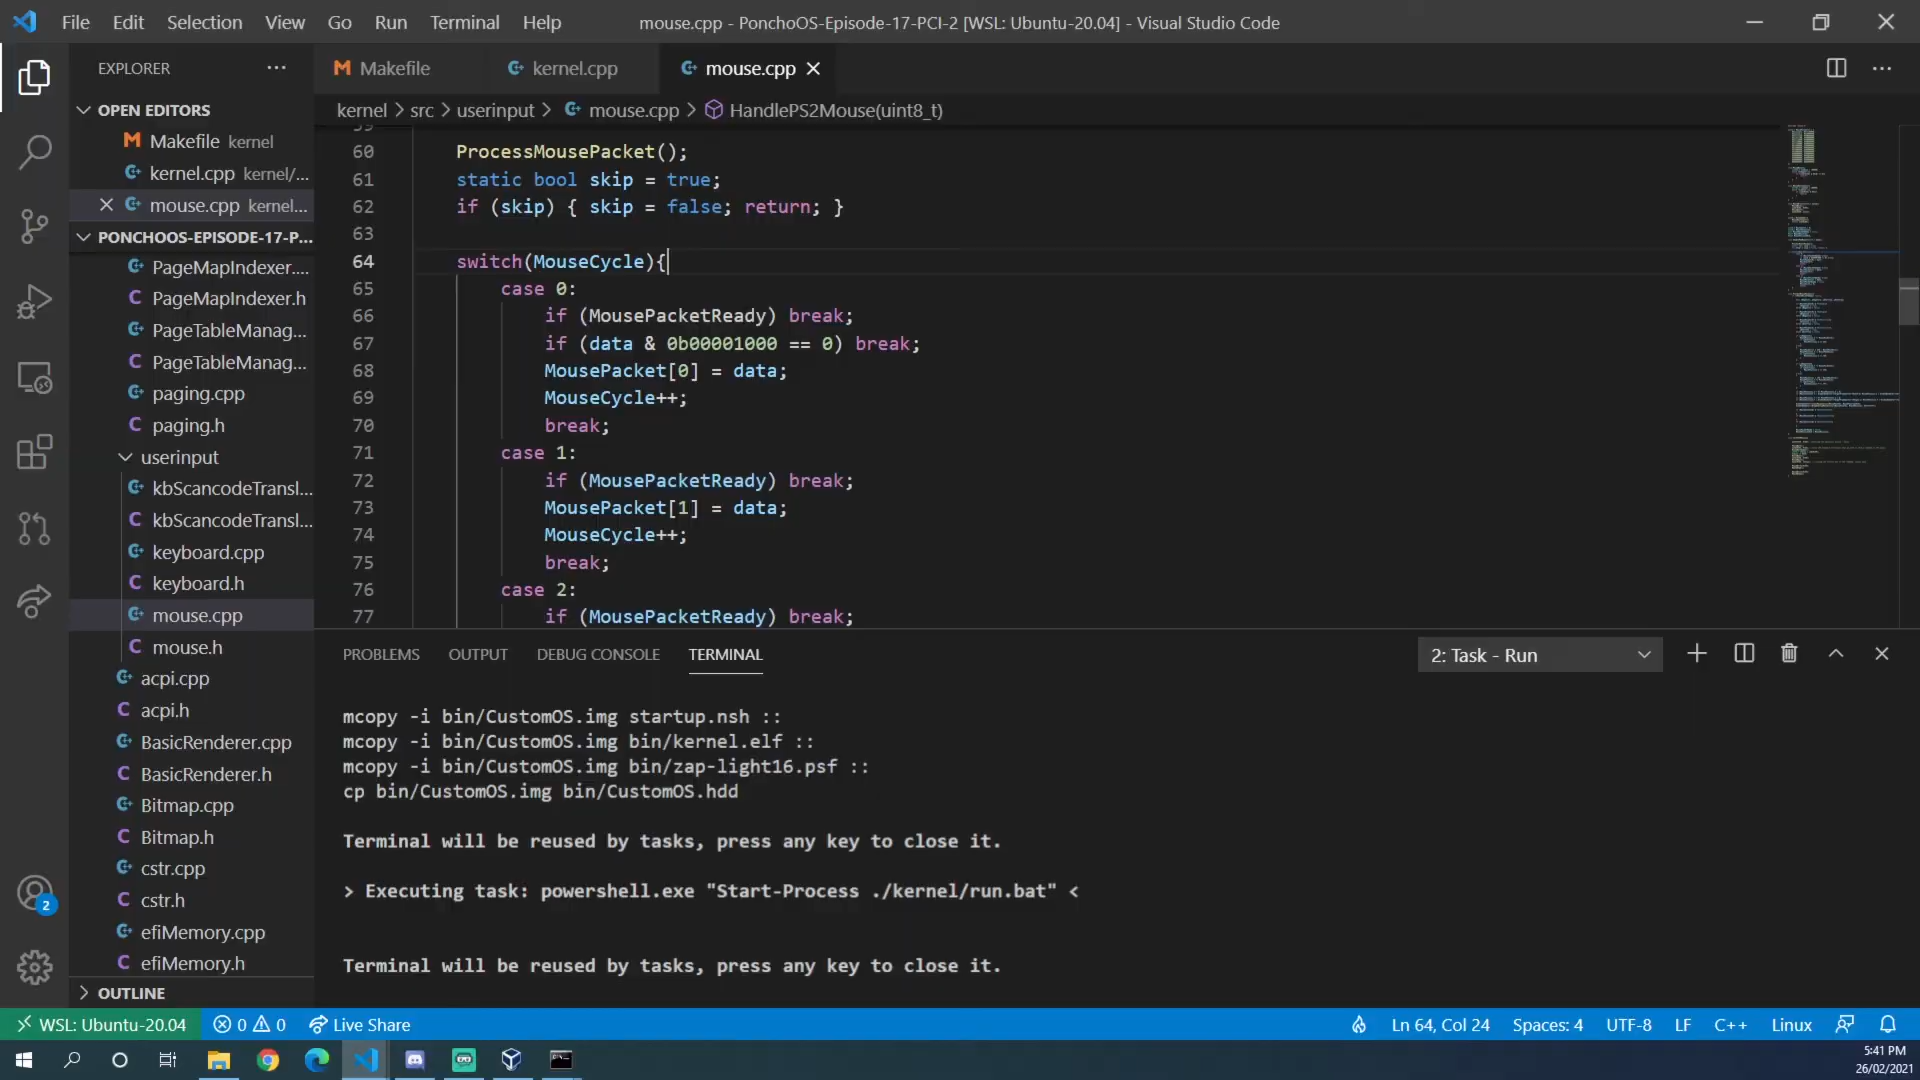 File Edit Selection View Go Run Terminal Help
mouse.cpp - PonchoOS-Episode-17-PCI-2 [WSL: Ubuntu-20.04] - Visual Studio Code
EXPLORER
OPEN EDITORS
Makefile kernel
kernel.cpp kernel/...
mouse.cpp kernel...
PONCHOOS-EPISODE-17-P...
PageMapIndexer....
PageMapIndexer.h
PageTableManag...
PageTableManag...
paging.cpp
paging.h
userinput
kbScancodeTransl...
kbScancodeTransl...
keyboard.cpp
keyboard.h
mouse.cpp
mouse.h
acpi.cpp
acpi.h
BasicRenderer.cpp
BasicRenderer.h
Bitmap.cpp
Bitmap.h
cstr.cpp
cstr.h
efiMemory.cpp
efiMemory.h
OUTLINE
Makefile kernel.cpp mouse.cpp
kernel > src > userinput > mouse.cpp > HandlePS2Mouse(uint8_t)
59
60 ProcessMousePacket();
61 static bool skip = true;
62 if (skip) { skip = false; return; }
63
64 switch(MouseCycle){
65 case 0:
66 if (MousePacketReady) break;
67 if (data & 0b00001000 == 0) break;
68 MousePacket[0] = data;
69 MouseCycle++;
70 break;
71 case 1:
72 if (MousePacketReady) break;
73 MousePacket[1] = data;
74 MouseCycle++;
75 break;
76 case 2:
77 if (MousePacketReady) break;
PROBLEMS OUTPUT DEBUG CONSOLE TERMINAL
2: Task - Run
mcopy -i bin/CustomOS.img startup.nsh ::
mcopy -i bin/CustomOS.img bin/kernel.elf ::
mcopy -i bin/CustomOS.img bin/zap-light16.psf ::
cp bin/CustomOS.img bin/CustomOS.hdd
Terminal will be reused by tasks, press any key to close it.
> Executing task: powershell.exe "Start-Process ./kernel/run.bat" <
Terminal will be reused by tasks, press any key to close it.
2
WSL: Ubuntu-20.04 0 0 Live Share
Ln 64, Col 24 Spaces: 4 UTF-8 LF C++ Linux
5:41 PM
26/02/2021